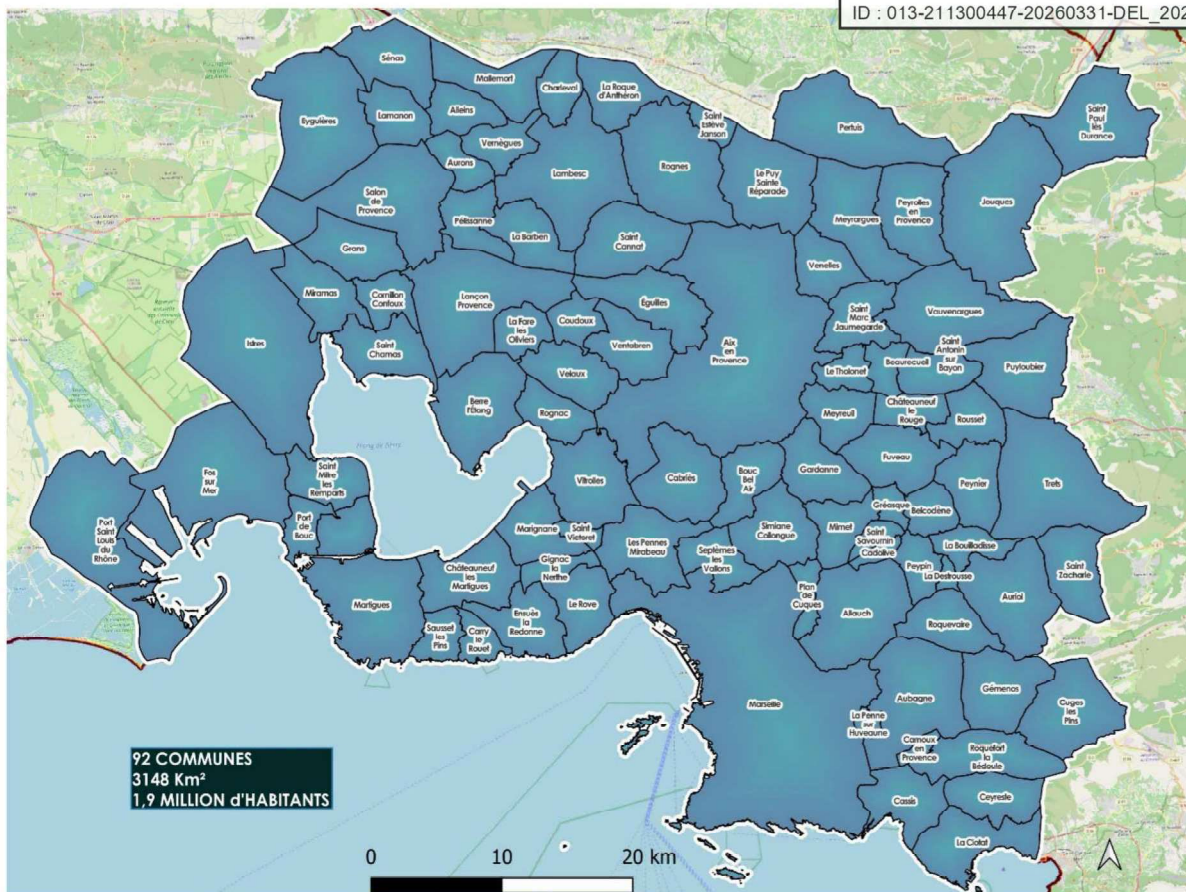 ID : 013-211300447-20260331-DEL_202
Sénas
Mallemort
Charleval
La Roque
d'Anthéron
Saint
Estève
Janson
Pertuis
Saint
Paul
lès
Durance
Eyguières
Lamanon
Alleins
Vernègues
Aurons
Lambesc
Rognes
Le Puy
Sainte
Réparade
Meyrargues
Peyrolles
en
Provence
Jouques
Salon
de
Provence
Pélissanne
La Barben
Saint
Cannat
Venelles
Grans
Miramas
Cornillon
Confoux
Lançon
Provence
Éguilles
Istres
Saint
Chamas
La Fare
les
Oliviers
Coudoux
Ventabren
Aix
en
Provence
Saint
Marc
Jaumegarde
Vauvenargues
Saint
Antonin
sur
Bayon
Puyloubier
Le Tholonet
Beaurecueil
Velaux
Berre
l'Étang
Rognac
Meyreuil
Châteauneuf
le
Rouge
Rousset
Etang de Berre
Fos
sur
Mer
Saint
Mitre
les
Remparts
Port
de
Bouc
Port
Saint
Louis
du
Rhône
Vitrolles
Cabriès
Bouc
Bel
Air
Gardanne
Fuveau
Peynier
Trets
Gréasque
Belcodène
Marignane
Saint
Victoret
Les Pennes
Mirabeau
Septèmes
les
Vallons
Simiane
Collongue
Mimet
Saint
Savournin
Cadolive
La Bouilladisse
Peypin
La Destrousse
Saint
Zacharie
Auriol
Châteauneuf
les
Martigues
Gignac
la
Nerthe
Martigues
Sausset
les
Pins
Carry
le
Rouet
Ensuès
la
Redonne
Le Rove
Plan
de
Cuques
Allauch
Roquevaire
Marseille
Aubagne
Gémenos
Cuges
les
Pins
La Penne
sur
Huveaune
Carnoux
en
Provence
Roquefort
la
Bédoule
Cassis
Ceyreste
La Ciotat
92 COMMUNES
3148 Km²
1,9 MILLION d'HABITANTS
0 10 20 km